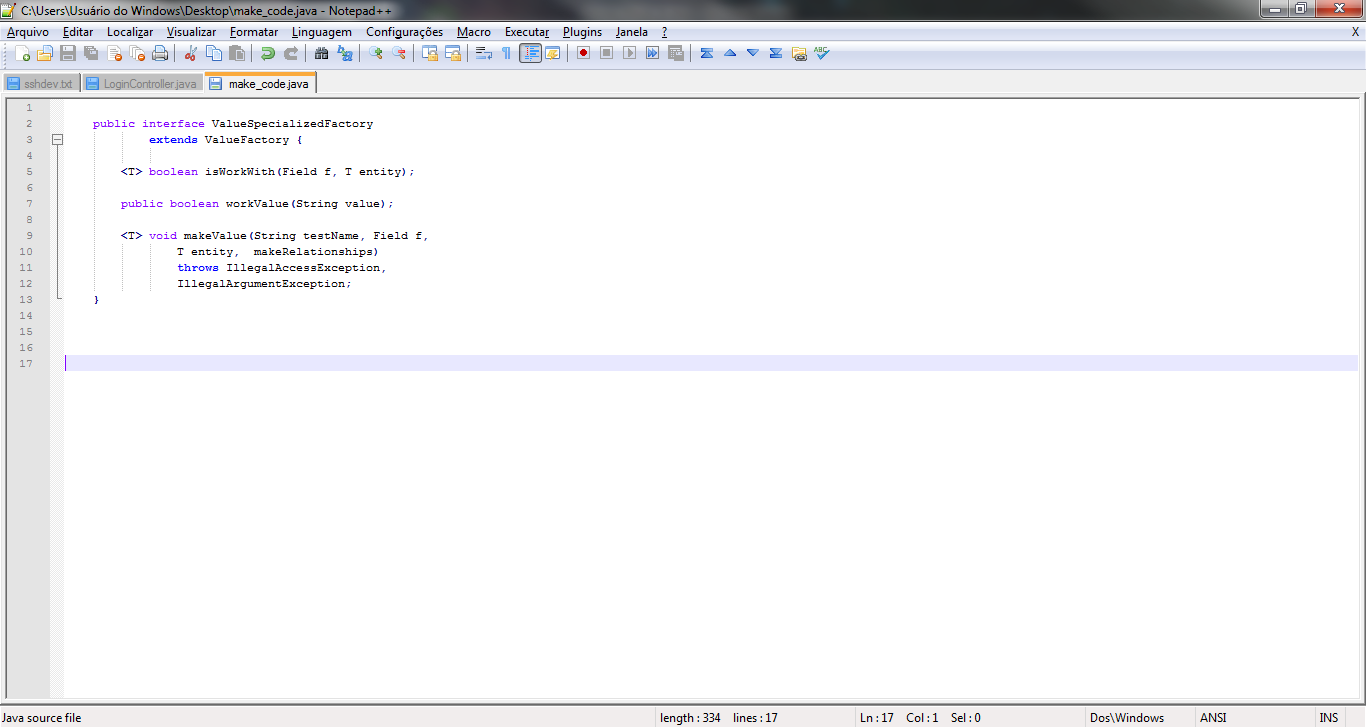 C:\Users\Usuário do Windows\Desktop\make_code.java - Notepad++
Arquivo Editar Localizar Visualizar Formatar Linguagem Configurações Macro Executar Plugins Janela ? X
sshdev.txt LoginController.java make_code.java
1
2 public interface ValueSpecializedFactory
3 extends ValueFactory {
4
5 <T> boolean isWorkWith(Field f, T entity);
6
7 public boolean workValue(String value);
8
9 <T> void makeValue(String testName, Field f,
10 T entity,  makeRelationships)
11 throws IllegalAccessException,
12 IllegalArgumentException;
13 }
14
15
16
17
Java source file length : 334 lines : 17 Ln : 17 Col : 1 Sel : 0 Dos\Windows ANSI INS